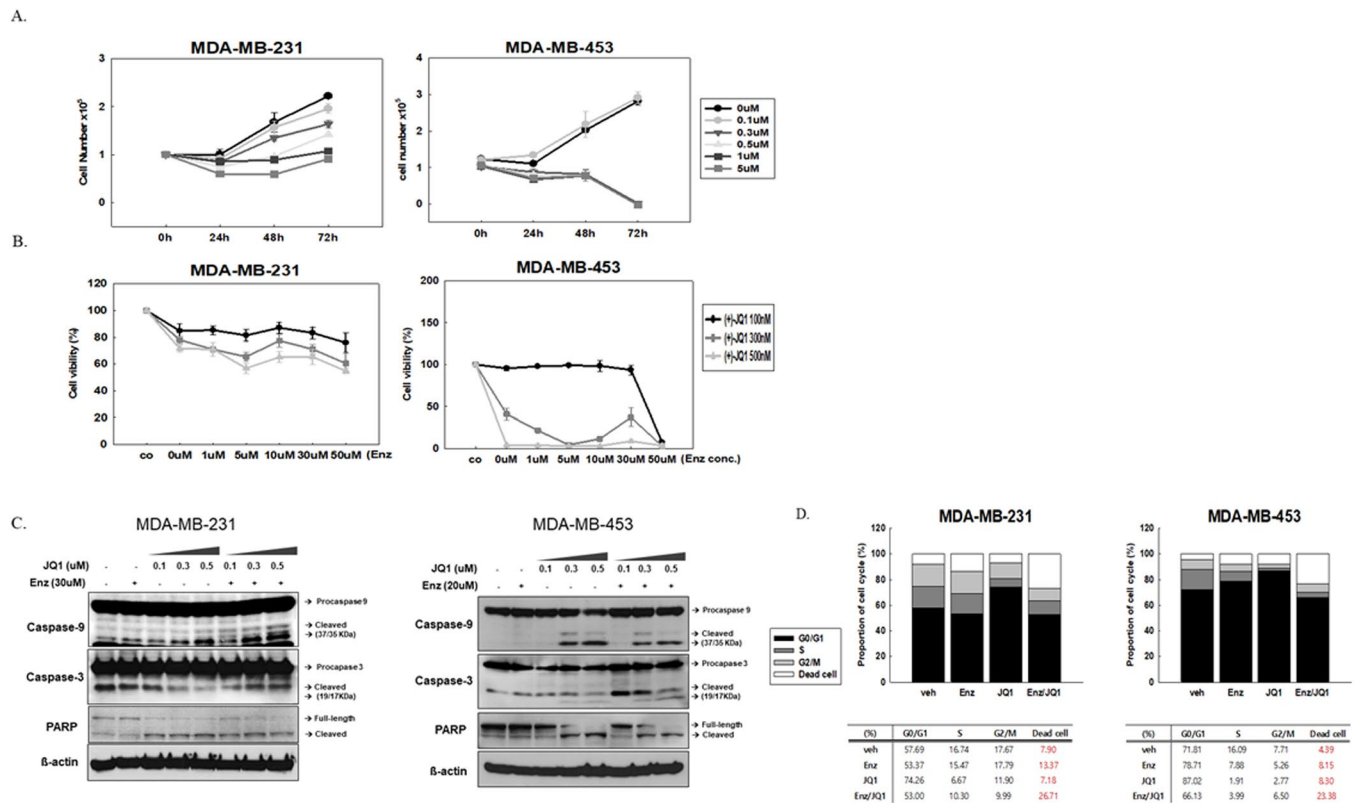 A.
MDA-MB-231
Cell Number x10⁵
3
2
1
0
0h 24h 48h 72h
MDA-MB-453
cell number x10⁵
4
3
2
1
0
0h 24h 48h 72h
0uM
0.1uM
0.3uM
0.5uM
1uM
5uM
B.
MDA-MB-231
Cell vibility (%)
120
100
80
60
40
20
0
co 0uM 1uM 5uM 10uM 30uM 50uM (Enz
MDA-MB-453
Cell vibility (%)
200
150
100
50
0
co 0uM 1uM 5uM 10uM 30uM 50uM (Enz conc.)
(+)-JQ1 100nM
(+)-JQ1 300nM
(+)-JQ1 500nM
C.
MDA-MB-231
JQ1 (uM) - - 0.1 0.3 0.5 0.1 0.3 0.5
Enz (30uM) - + - - - + + +
Caspase-9
→ Procaspase 9
→ Cleaved
→ (37/35 KDa)
Caspase-3
→ Procapase 3
→ Cleaved
→ (19/17KDa)
PARP
→ Full-length
→ Cleaved
ß-actin
MDA-MB-453
JQ1 (uM) - - 0.1 0.3 0.5 0.1 0.3 0.5
Enz (20uM) - + - - - + + +
Caspase-9
→ Procaspase 9
→ Cleaved
→ (37/35 KDa)
Caspase-3
→ Procapase 3
→ Cleaved
→ (19/17KDa)
PARP
→ Full-length
→ Cleaved
ß-actin
D.
G0/G1
S
G2/M
Dead cell
MDA-MB-231
Proportion of cell cycle (%)
120
100
80
60
40
20
0
veh Enz JQ1 Enz/JQ1
(%) G0/G1 S G2/M Dead cell
veh 57.69 16.74 17.67 7.90
Enz 53.37 15.47 17.79 13.37
JQ1 74.26 6.67 11.90 7.18
Enz/JQ1 53.00 10.30 9.99 26.71
MDA-MB-453
Proportion of cell cycle (%)
120
100
80
60
40
20
0
veh Enz JQ1 Enz/JQ1
(%) G0/G1 S G2/M Dead cell
veh 71.81 16.09 7.71 4.39
Enz 78.71 7.88 5.26 8.15
JQ1 87.02 1.91 2.77 8.30
Enz/JQ1 66.13 3.99 6.50 23.38